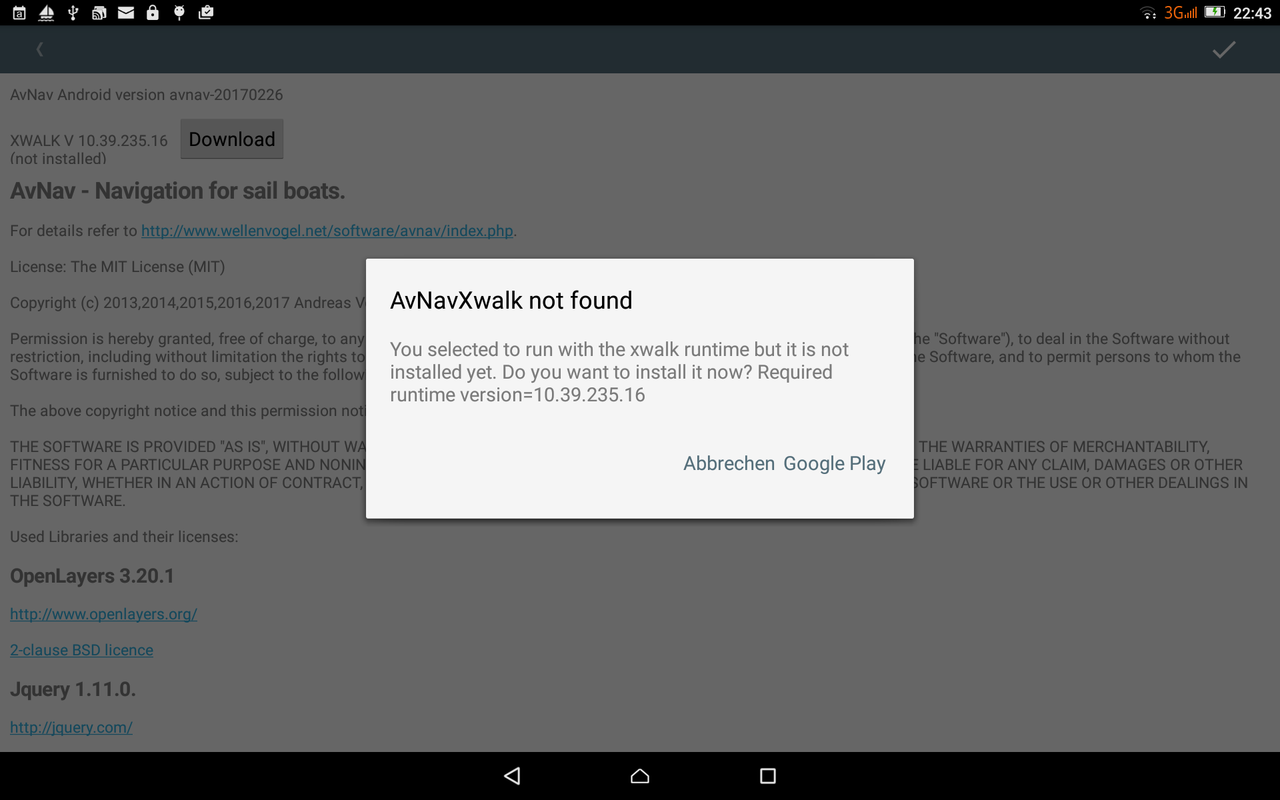 3G 22:43
AvNav Android version avnav-20170226
XWALK V 10.39.235.16 Download
(not installed)
AvNav - Navigation for sail boats.
For details refer to http://www.wellenvogel.net/software/avnav/index.php.
License: The MIT License (MIT)
Copyright (c) 2013,2014,2015,2016,2017 Andreas
AvNavXwalk not found
Permission is hereby granted, free of charge, to any he "Software"), to deal in the Software without
You selected to run with the xwalk runtime but it is not
restriction, including without limitation the rights to e Software, and to permit persons to whom the
installed yet. Do you want to install it now? Required
Software is furnished to do so, subject to the follow
runtime version=10.39.235.16
The above copyright notice and this permission noti
THE SOFTWARE IS PROVIDED "AS IS", WITHOUT WA THE WARRANTIES OF MERCHANTABILITY,
Abbrechen Google Play
FITNESS FOR A PARTICULAR PURPOSE AND NONIN LIABLE FOR ANY CLAIM, DAMAGES OR OTHER
LIABILITY, WHETHER IN AN ACTION OF CONTRACT, SOFTWARE OR THE USE OR OTHER DEALINGS IN
THE SOFTWARE.
Used Libraries and their licenses:
OpenLayers 3.20.1
http://www.openlayers.org/
2-clause BSD licence
Jquery 1.11.0.
http://jquery.com/